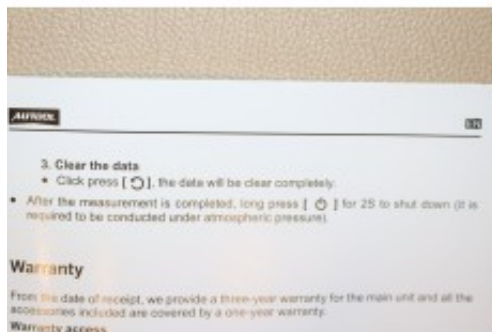 AUTOOL
EN
3. Clear the data
• Click press [ ↺ ], the data will be clear completely.
• After the measurement is completed, long press [ ⏻ ] for 2S to shut down (it is
required to be conducted under atmospheric pressure).
Warranty
From the date of receipt, we provide a three-year warranty for the main unit and all the
accessories included are covered by a one-year warranty.
Warranty access